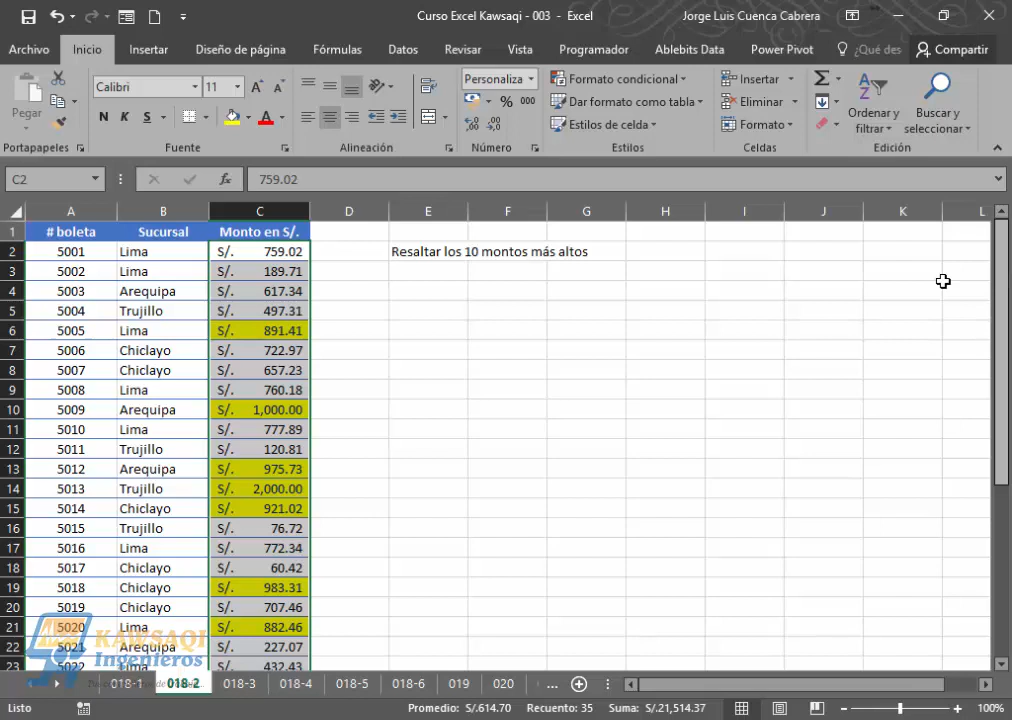 Curso Excel Kawsaqi - 003 - Excel
Jorge Luis Cuenca Cabrera
Archivo Inicio Insertar Diseño de página Fórmulas Datos Revisar Vista Programador Ablebits Data Power Pivot ¿Qué des Compartir
Pegar
Calibri 11
N K S
Personaliza
% 000
Formato condicional
Dar formato como tabla
Estilos de celda
Insertar
Eliminar
Formato
Ordenar y filtrar
Buscar y seleccionar
Portapapeles Fuente Alineación Número Estilos Celdas Edición
C2 fx 759.02
A B C D E F G H I J K L
1 # boleta Sucursal Monto en S/.
2 5001 Lima S/. 759.02 Resaltar los 10 montos más altos
3 5002 Lima S/. 189.71
4 5003 Arequipa S/. 617.34
5 5004 Trujillo S/. 497.31
6 5005 Lima S/. 891.41
7 5006 Chiclayo S/. 722.97
8 5007 Chiclayo S/. 657.23
9 5008 Lima S/. 760.18
10 5009 Arequipa S/. 1,000.00
11 5010 Lima S/. 777.89
12 5011 Trujillo S/. 120.81
13 5012 Arequipa S/. 975.73
14 5013 Trujillo S/. 2,000.00
15 5014 Chiclayo S/. 921.02
16 5015 Trujillo S/. 76.72
17 5016 Lima S/. 772.34
18 5017 Chiclayo S/. 60.42
19 5018 Chiclayo S/. 983.31
20 5019 Chiclayo S/. 707.46
21 5020 Lima S/. 882.46
22 5021 Arequipa S/. 227.07
23 5022 Lima S/. 432.43
KAWSAQI
Ingenieros
018-1 018-2 018-3 018-4 018-5 018-6 019 020 ...
Listo Promedio: S/.614.70 Recuento: 35 Suma: S/.21,514.37 100%